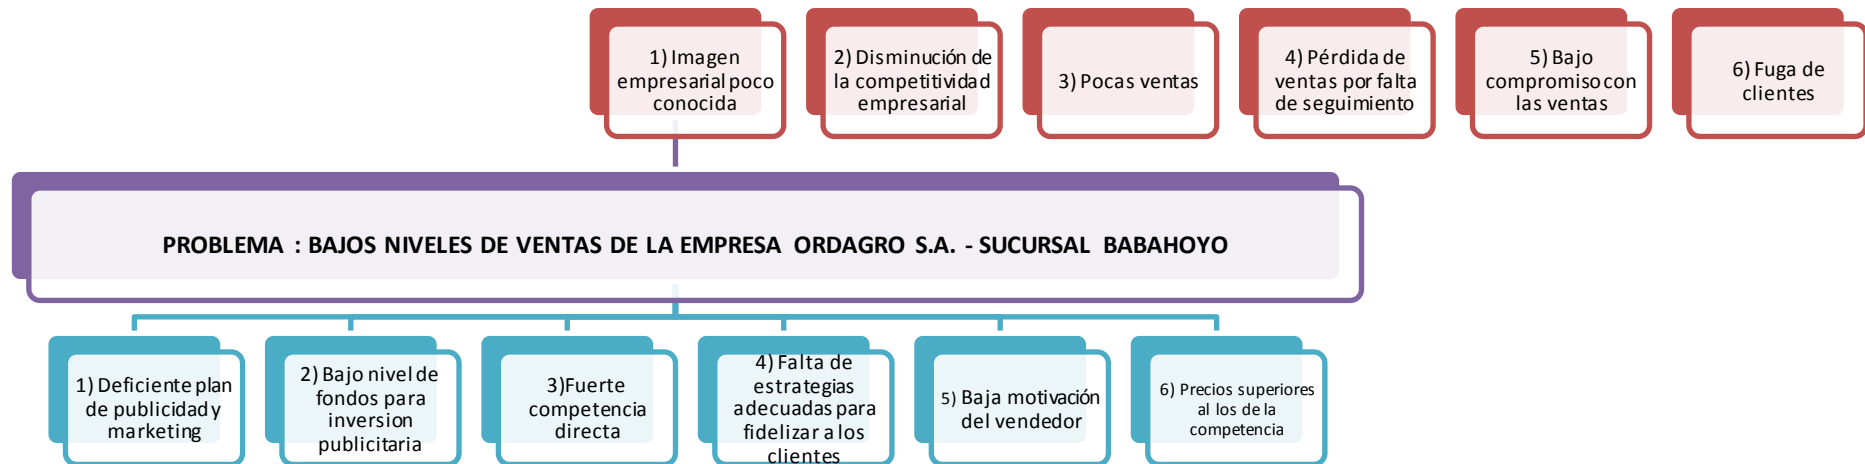 1) Imagen
empresarial poco
conocida
2) Disminución de
la competitividad
empresarial
3) Pocas ventas
4) Pérdida de
ventas por falta
de seguimiento
5) Bajo
compromiso con
las ventas
6) Fuga de
clientes
PROBLEMA : BAJOS NIVELES DE VENTAS DE LA EMPRESA ORDAGRO S.A. - SUCURSAL BABAHOYO
1) Deficiente plan
de publicidad y
marketing
2) Bajo nivel de
fondos para
inversion
publicitaria
3)Fuerte
competencia
directa
4) Falta de
estrategias
adecuadas para
fidelizar a los
clientes
5) Baja motivación
del vendedor
6) Precios superiores
al los de la
competencia